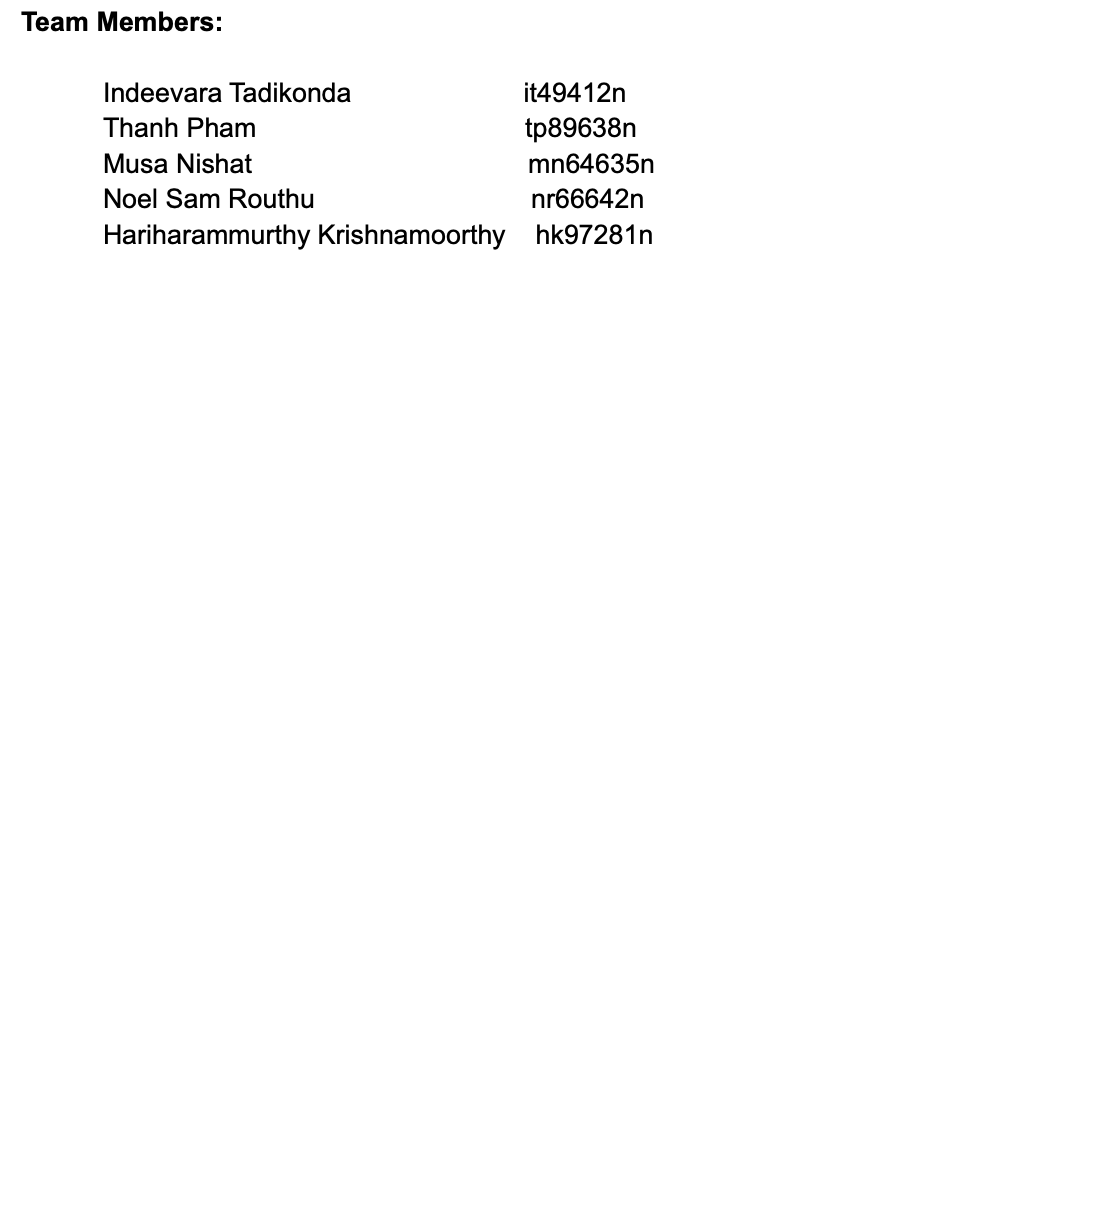 Team Members:
Indeevara Tadikonda it49412n
Thanh Pham tp89638n
Musa Nishat mn64635n
Noel Sam Routhu nr66642n
Hariharammurthy Krishnamoorthy hk97281n